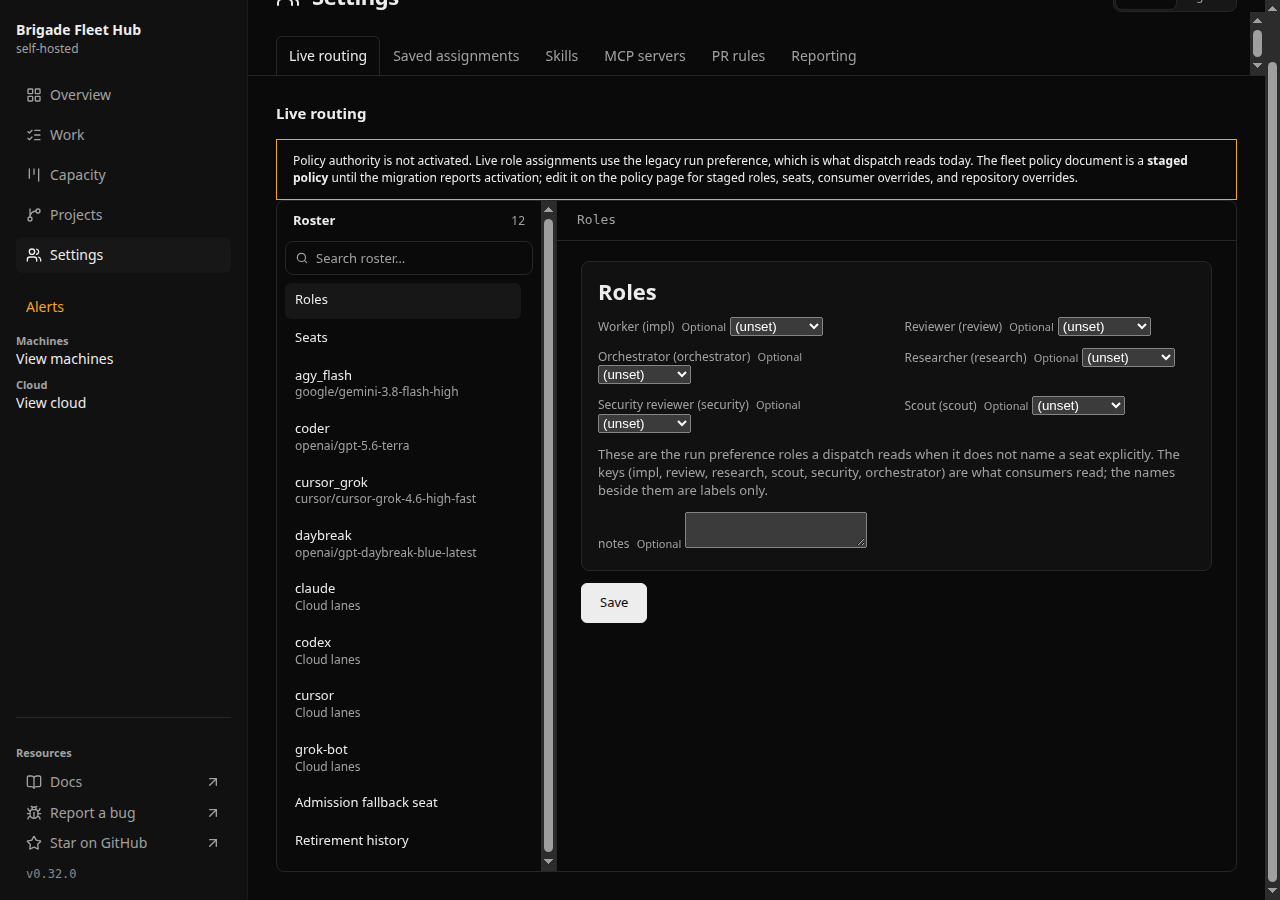 Brigade Fleet Hub
self-hosted
Overview
Work
Capacity
Projects
Settings
Alerts
Machines
View machines
Cloud
View cloud
Resources
Docs
Report a bug
Star on GitHub
v0.32.0
Settings
Live routing
Saved assignments
Skills
MCP servers
PR rules
Reporting
Live routing
Policy authority is not activated. Live role assignments use the legacy run preference, which is what dispatch reads today. The fleet policy document is a staged
policy until the migration reports activation; edit it on the policy page for staged roles, seats, consumer overrides, and repository overrides.
Roster 12
Search roster...
Roles
Seats
agy_flash
google/gemini-3.8-flash-high
coder
openai/gpt-5.6-terra
cursor_grok
cursor/cursor-grok-4.6-high-fast
daybreak
openai/gpt-daybreak-blue-latest
claude
Cloud lanes
codex
Cloud lanes
cursor
Cloud lanes
grok-bot
Cloud lanes
Admission fallback seat
Retirement history
Roles
Roles
Worker (impl) Optional (unset)
Reviewer (review) Optional (unset)
Orchestrator (orchestrator) Optional
(unset)
Researcher (research) Optional (unset)
Security reviewer (security) Optional
(unset)
Scout (scout) Optional (unset)
These are the run preference roles a dispatch reads when it does not name a seat explicitly. The
keys (impl, review, research, scout, security, orchestrator) are what consumers read; the names
beside them are labels only.
notes Optional
Save